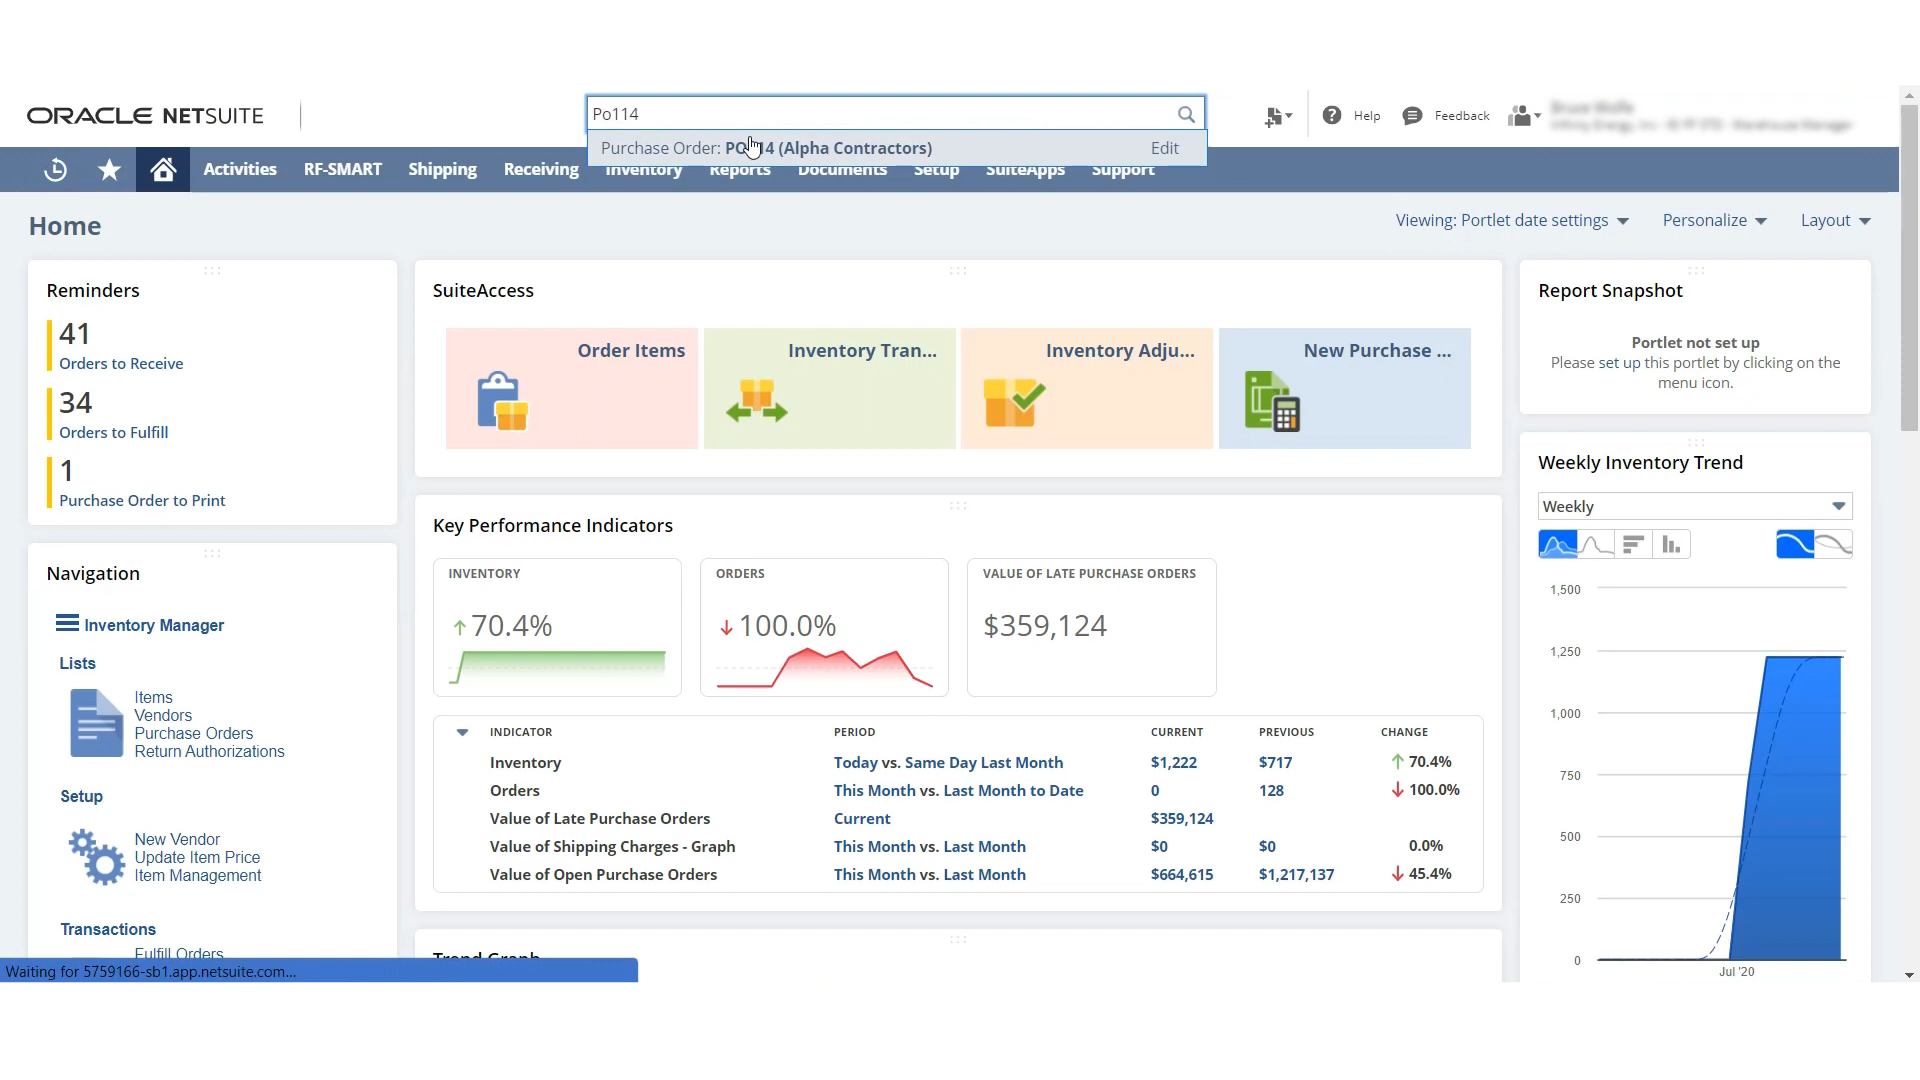 ORACLE NETSUITE
Po114
Help
Feedback
Purchase Order: PO114 (Alpha Contractors) Edit
Activities RF-SMART Shipping Receiving Inventory Reports Documents Setup SuiteApps Support
Home
Viewing: Portlet date settings Personalize Layout
Reminders
41
Orders to Receive
34
Orders to Fulfill
1
Purchase Order to Print
Navigation
Inventory Manager
Lists
Items
Vendors
Purchase Orders
Return Authorizations
Setup
New Vendor
Update Item Price
Item Management
Transactions
Fulfill Orders
Waiting for 5759166-sb1.app.netsuite.com...
SuiteAccess
Order Items
Inventory Tran...
Inventory Adju...
New Purchase ...
Key Performance Indicators
INVENTORY
70.4%
ORDERS
100.0%
VALUE OF LATE PURCHASE ORDERS
$359,124
INDICATOR PERIOD CURRENT PREVIOUS CHANGE
Inventory Today vs. Same Day Last Month $1,222 $717 70.4%
Orders This Month vs. Last Month to Date 0 128 100.0%
Value of Late Purchase Orders Current $359,124
Value of Shipping Charges - Graph This Month vs. Last Month $0 $0 0.0%
Value of Open Purchase Orders This Month vs. Last Month $664,615 $1,217,137 45.4%
Trend Graph
Report Snapshot
Portlet not set up
Please set up this portlet by clicking on the
menu icon.
Weekly Inventory Trend
Weekly
1,500
1,250
1,000
750
500
250
0
Jul '20